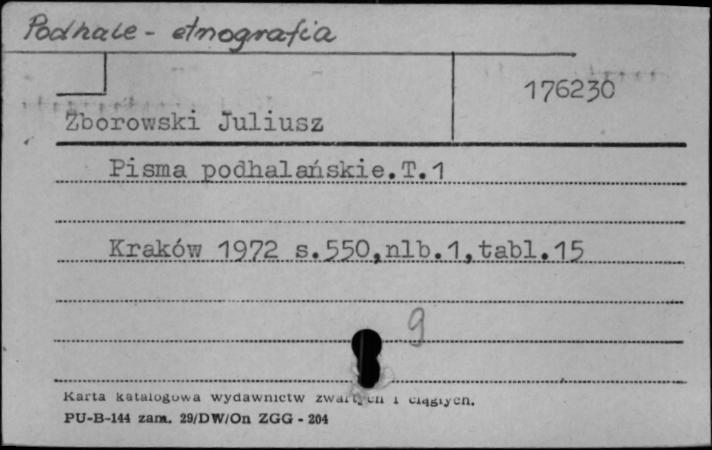 Podhale - etnografia
176230
Zborowski Juliusz
Pisma podhalańskie.T.1
Kraków 1972 s.550,nlb.1,tabl.15
9
Karta katalogowa wydawnictw zwartych i ciągłych.
PU-B-144 zam. 29/DW/On ZGG - 204